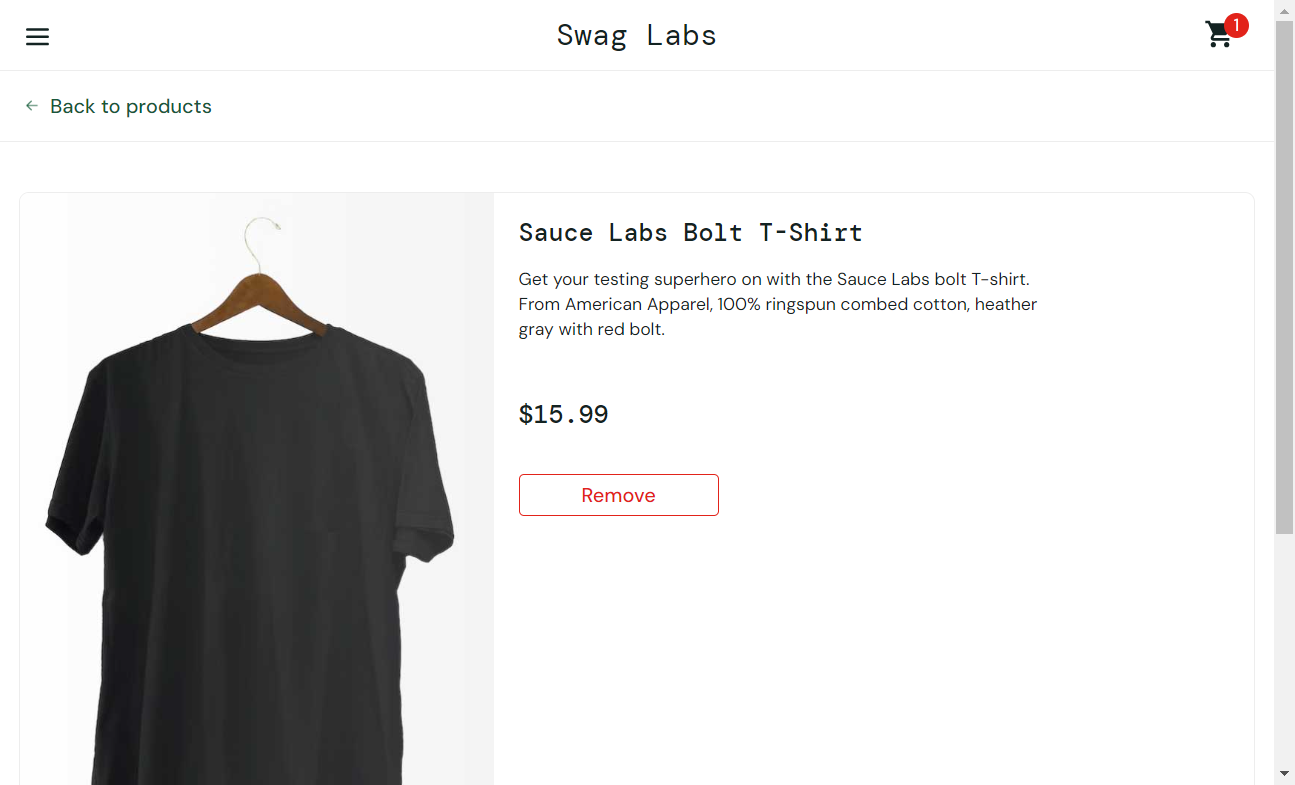 Swag Labs
1
Back to products
Sauce Labs Bolt T-Shirt
Get your testing superhero on with the Sauce Labs bolt T-shirt.
From American Apparel, 100% ringspun combed cotton, heather
gray with red bolt.
$15.99
Remove